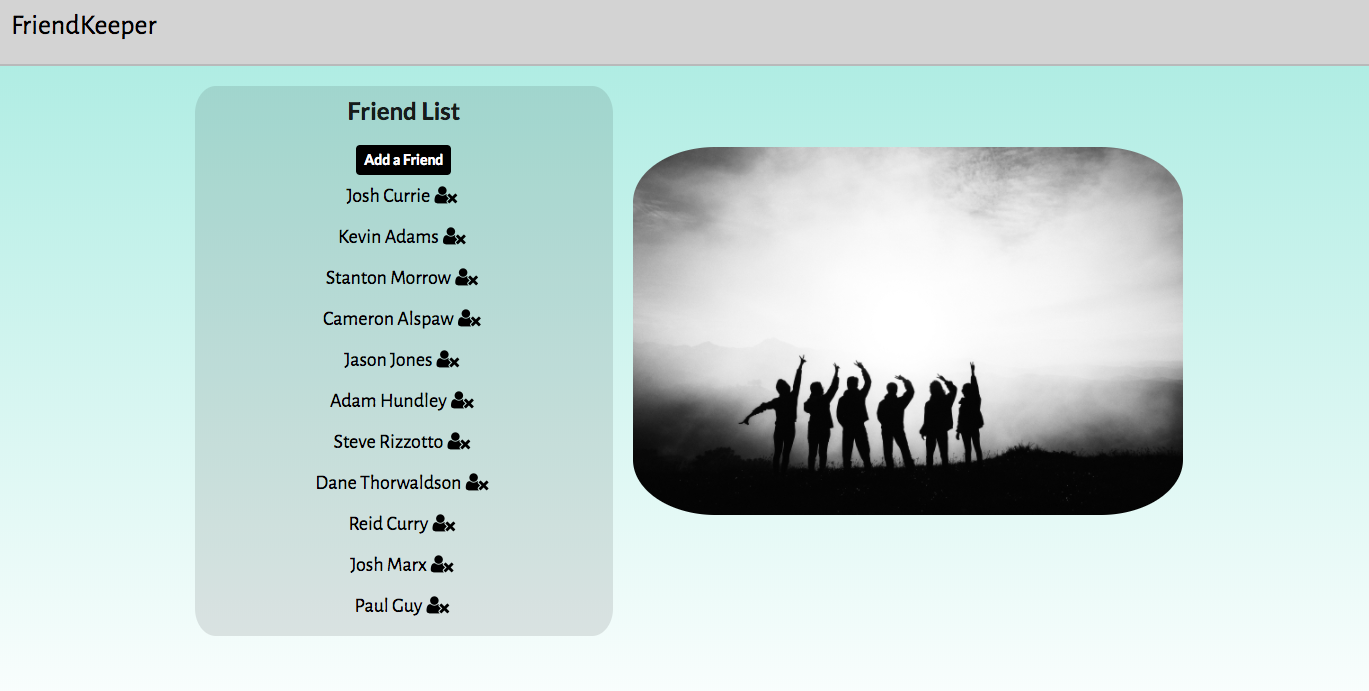 FriendKeeper
Friend List
Add a Friend
Josh Currie
Kevin Adams
Stanton Morrow
Cameron Alspaw
Jason Jones
Adam Hundley
Steve Rizzotto
Dane Thorwaldson
Reid Curry
Josh Marx
Paul Guy